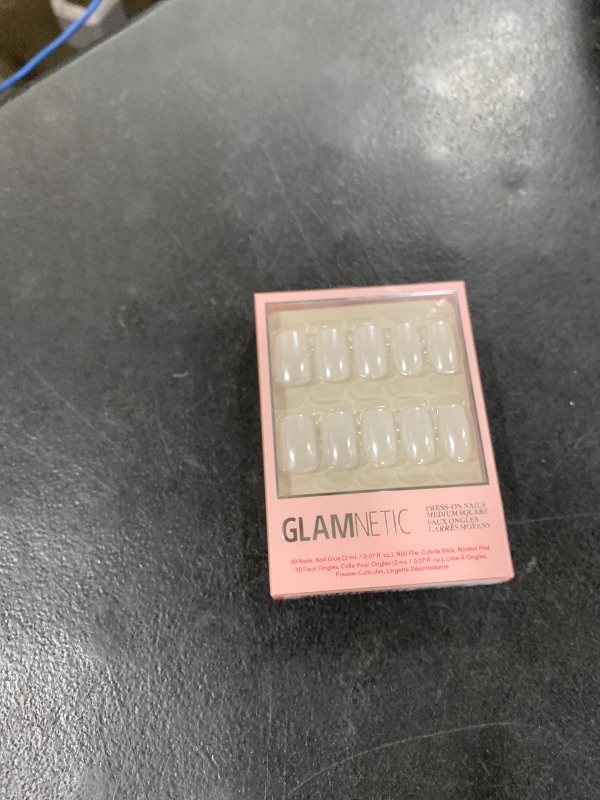 GLAMNETIC
PRESS-ON NAILS
MEDIUM SQUARE
FAUX ONGLES
CARRÉS MOYENS
30 Nails, Nail Glue (2 mL / 0.07 fl. oz.), Nail File, Cuticle Stick, Alcohol Pad
30 Faux Ongles, Colle Pour Ongles (2 mL / 0.07 fl. oz.), Lime À Ongles,
Pousse-Cuticules, Lingette Désinfectante